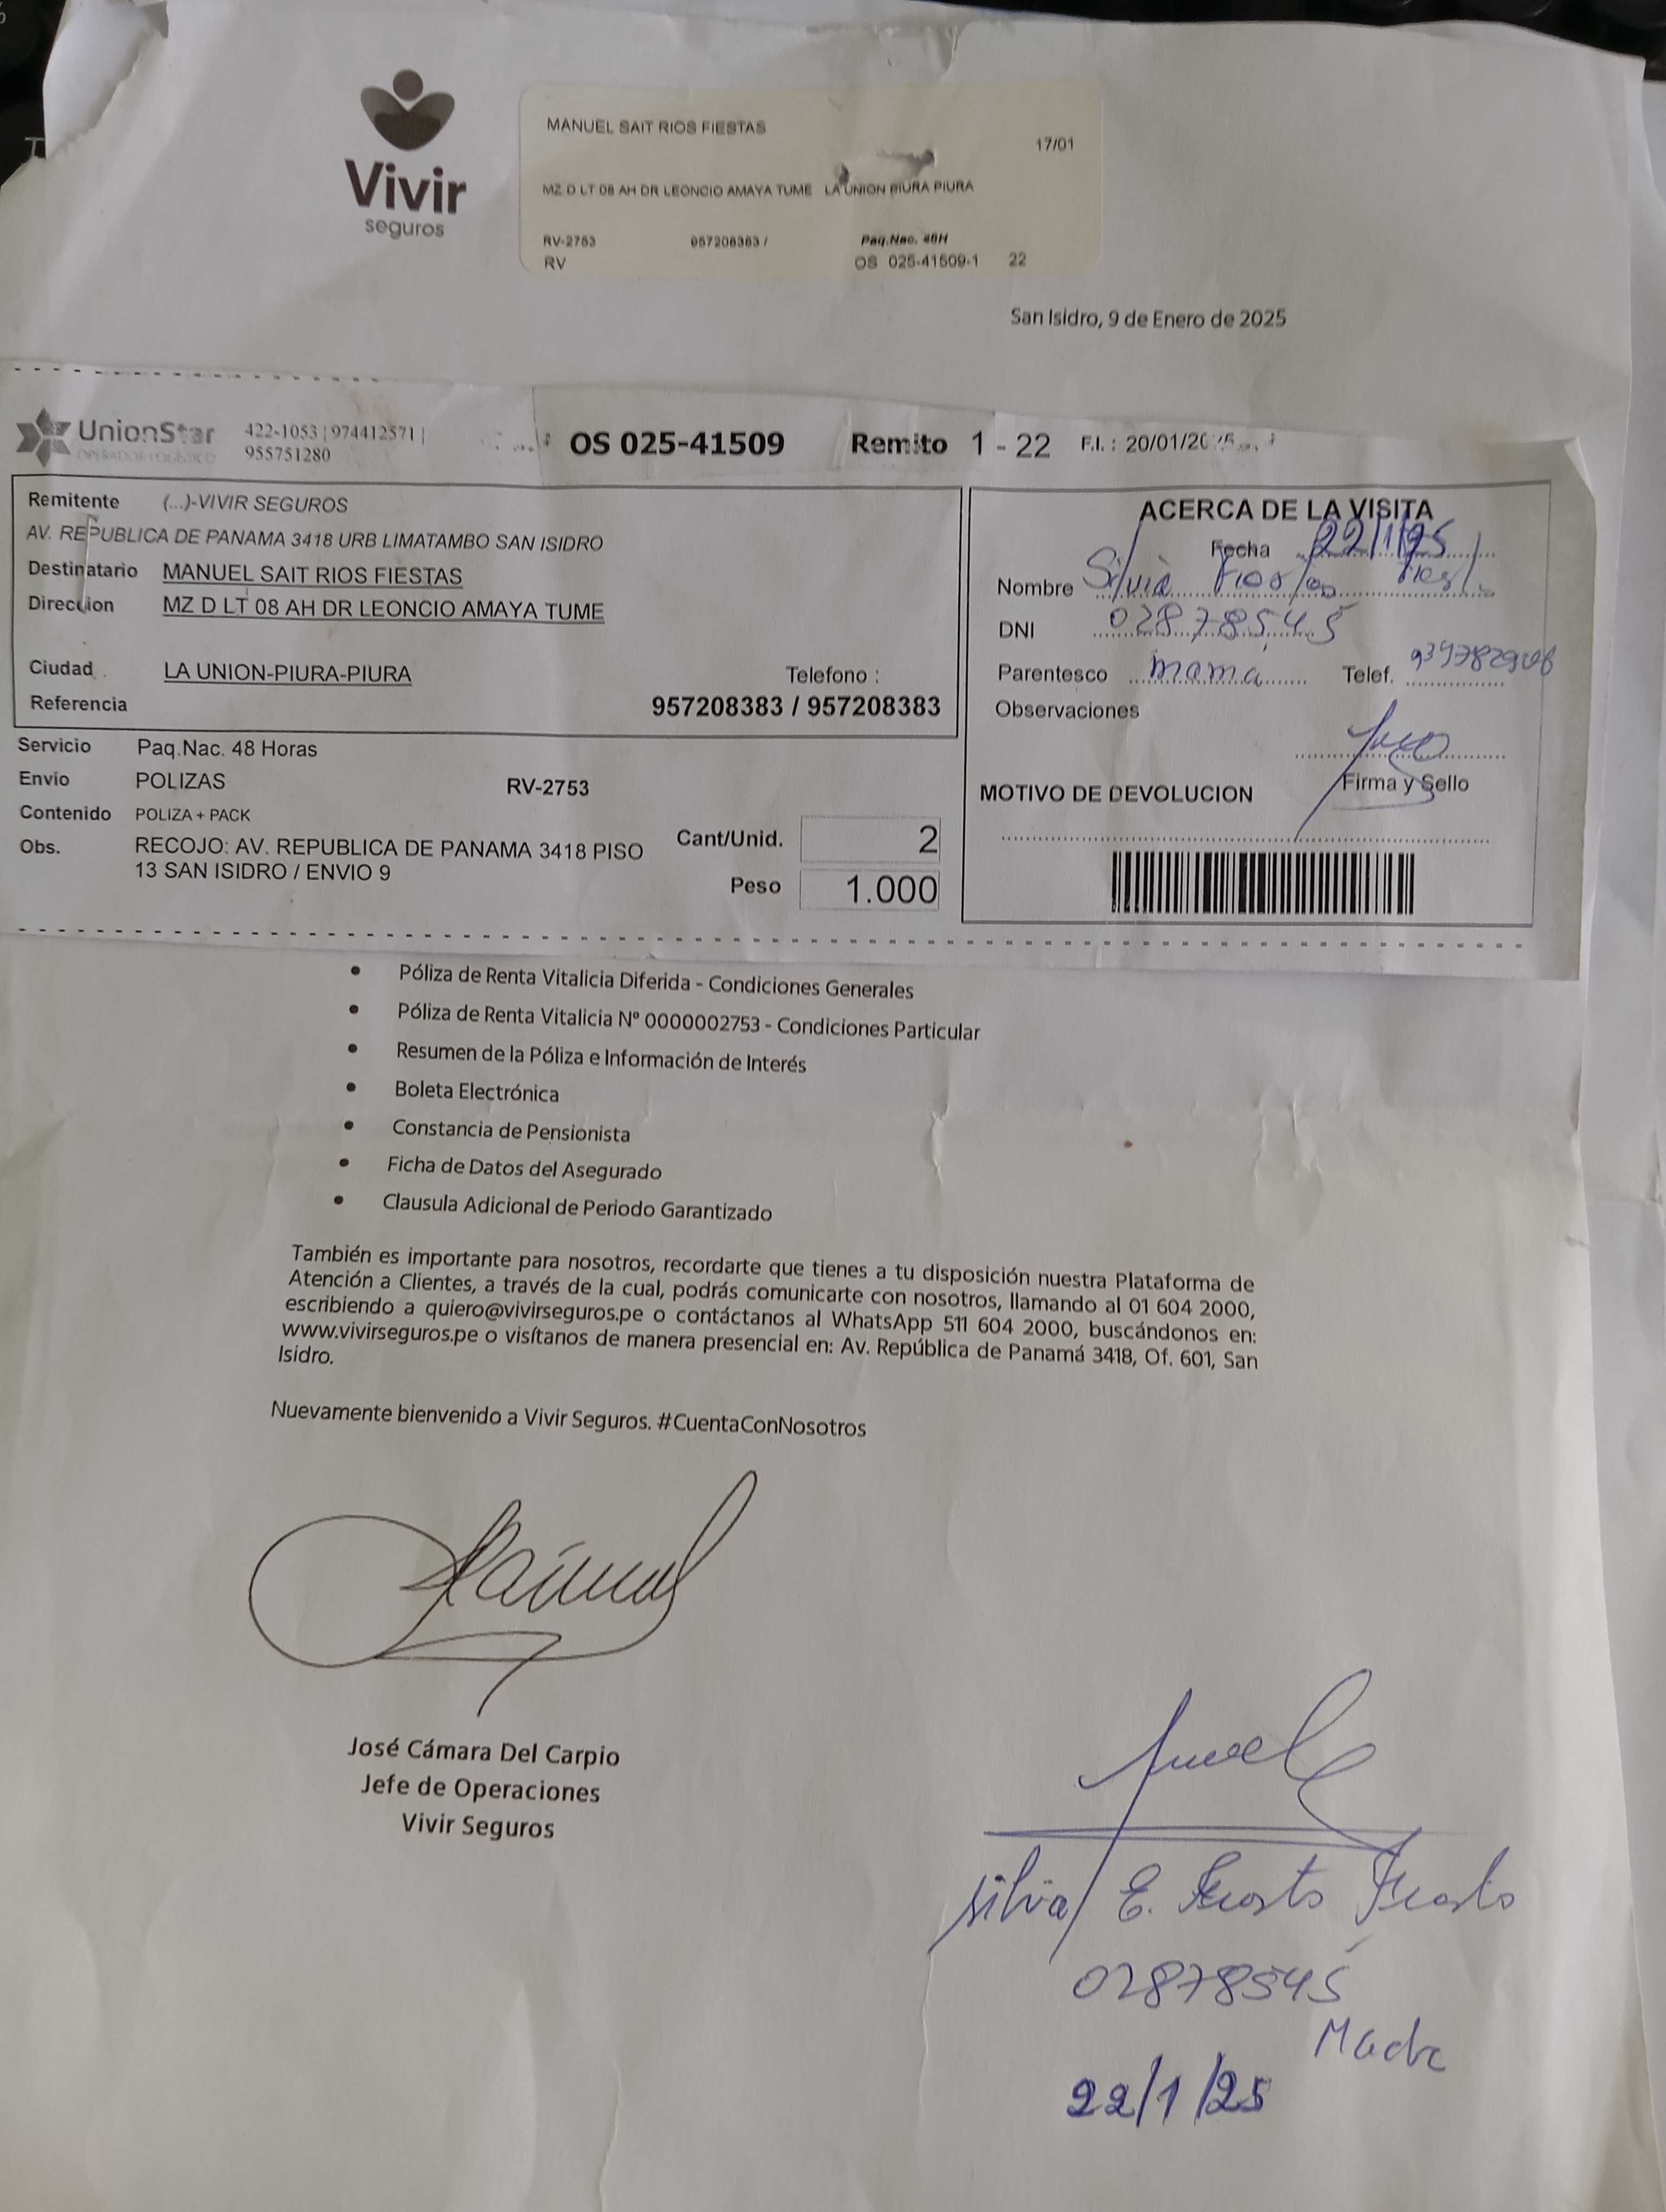 Vivir
seguros
MANUEL SAIT RIOS FIESTAS
17/01
MZ D LT 08 AH DR LEONCIO AMAYA TUME LA UNION PIURA PIURA
RV-2753 957208383 / Paq.Nac. 48H
RV OS 025-41509-1 22
San Isidro, 9 de Enero de 2025
UnionStar 422-1053 | 974412571 | OS 025-41509 Remito 1 - 22 F.I. : 20/01/2025
OPERADOR LOGISTICO 955751280
Remitente (...)-VIVIR SEGUROS
AV. REPUBLICA DE PANAMA 3418 URB LIMATAMBO SAN ISIDRO
Destinatario MANUEL SAIT RIOS FIESTAS
Direccion MZ D LT 08 AH DR LEONCIO AMAYA TUME
Ciudad LA UNION-PIURA-PIURA Telefono :
Referencia 957208383 / 957208383
Servicio Paq.Nac. 48 Horas
Envio POLIZAS RV-2753
Contenido POLIZA + PACK
Obs. RECOJO: AV. REPUBLICA DE PANAMA 3418 PISO
13 SAN ISIDRO / ENVIO 9
Cant/Unid. 2
Peso 1.000
ACERCA DE LA VISITA
Fecha 22/1/25
Nombre Silvia
DNI 02878545
Parentesco mamá Telef.
Observaciones
Firma y Sello
MOTIVO DE DEVOLUCION
• Póliza de Renta Vitalicia Diferida - Condiciones Generales
• Póliza de Renta Vitalicia N° 0000002753 - Condiciones Particular
• Resumen de la Póliza e Información de Interés
• Boleta Electrónica
• Constancia de Pensionista
• Ficha de Datos del Asegurado
• Clausula Adicional de Periodo Garantizado
También es importante para nosotros, recordarte que tienes a tu disposición nuestra Plataforma de
Atención a Clientes, a través de la cual, podrás comunicarte con nosotros, llamando al 01 604 2000,
escribiendo a quiero@vivirseguros.pe o contáctanos al WhatsApp 511 604 2000, buscándonos en:
www.vivirseguros.pe o visítanos de manera presencial en: Av. República de Panamá 3418, Of. 601, San
Isidro.
Nuevamente bienvenido a Vivir Seguros. #CuentaConNosotros
José Cámara Del Carpio
Jefe de Operaciones
Vivir Seguros
Silvia E.
02878545
Madre
22/1/25